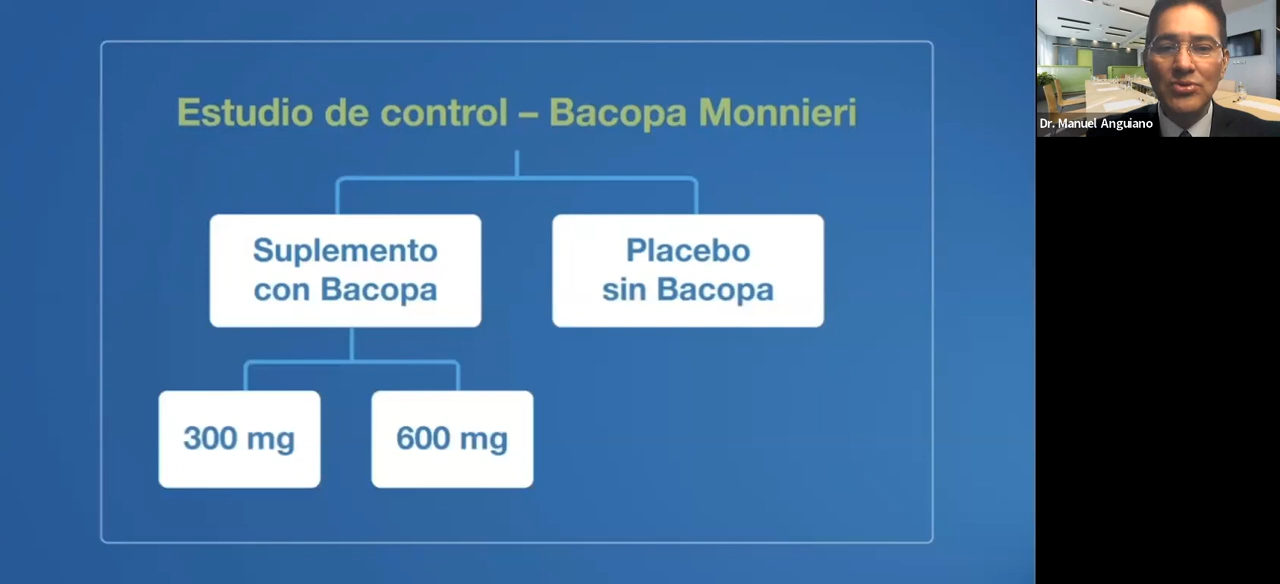 Estudio de control – Bacopa Monnieri
Suplemento
con Bacopa
Placebo
sin Bacopa
300 mg
600 mg
Dr. Manuel Anguiano